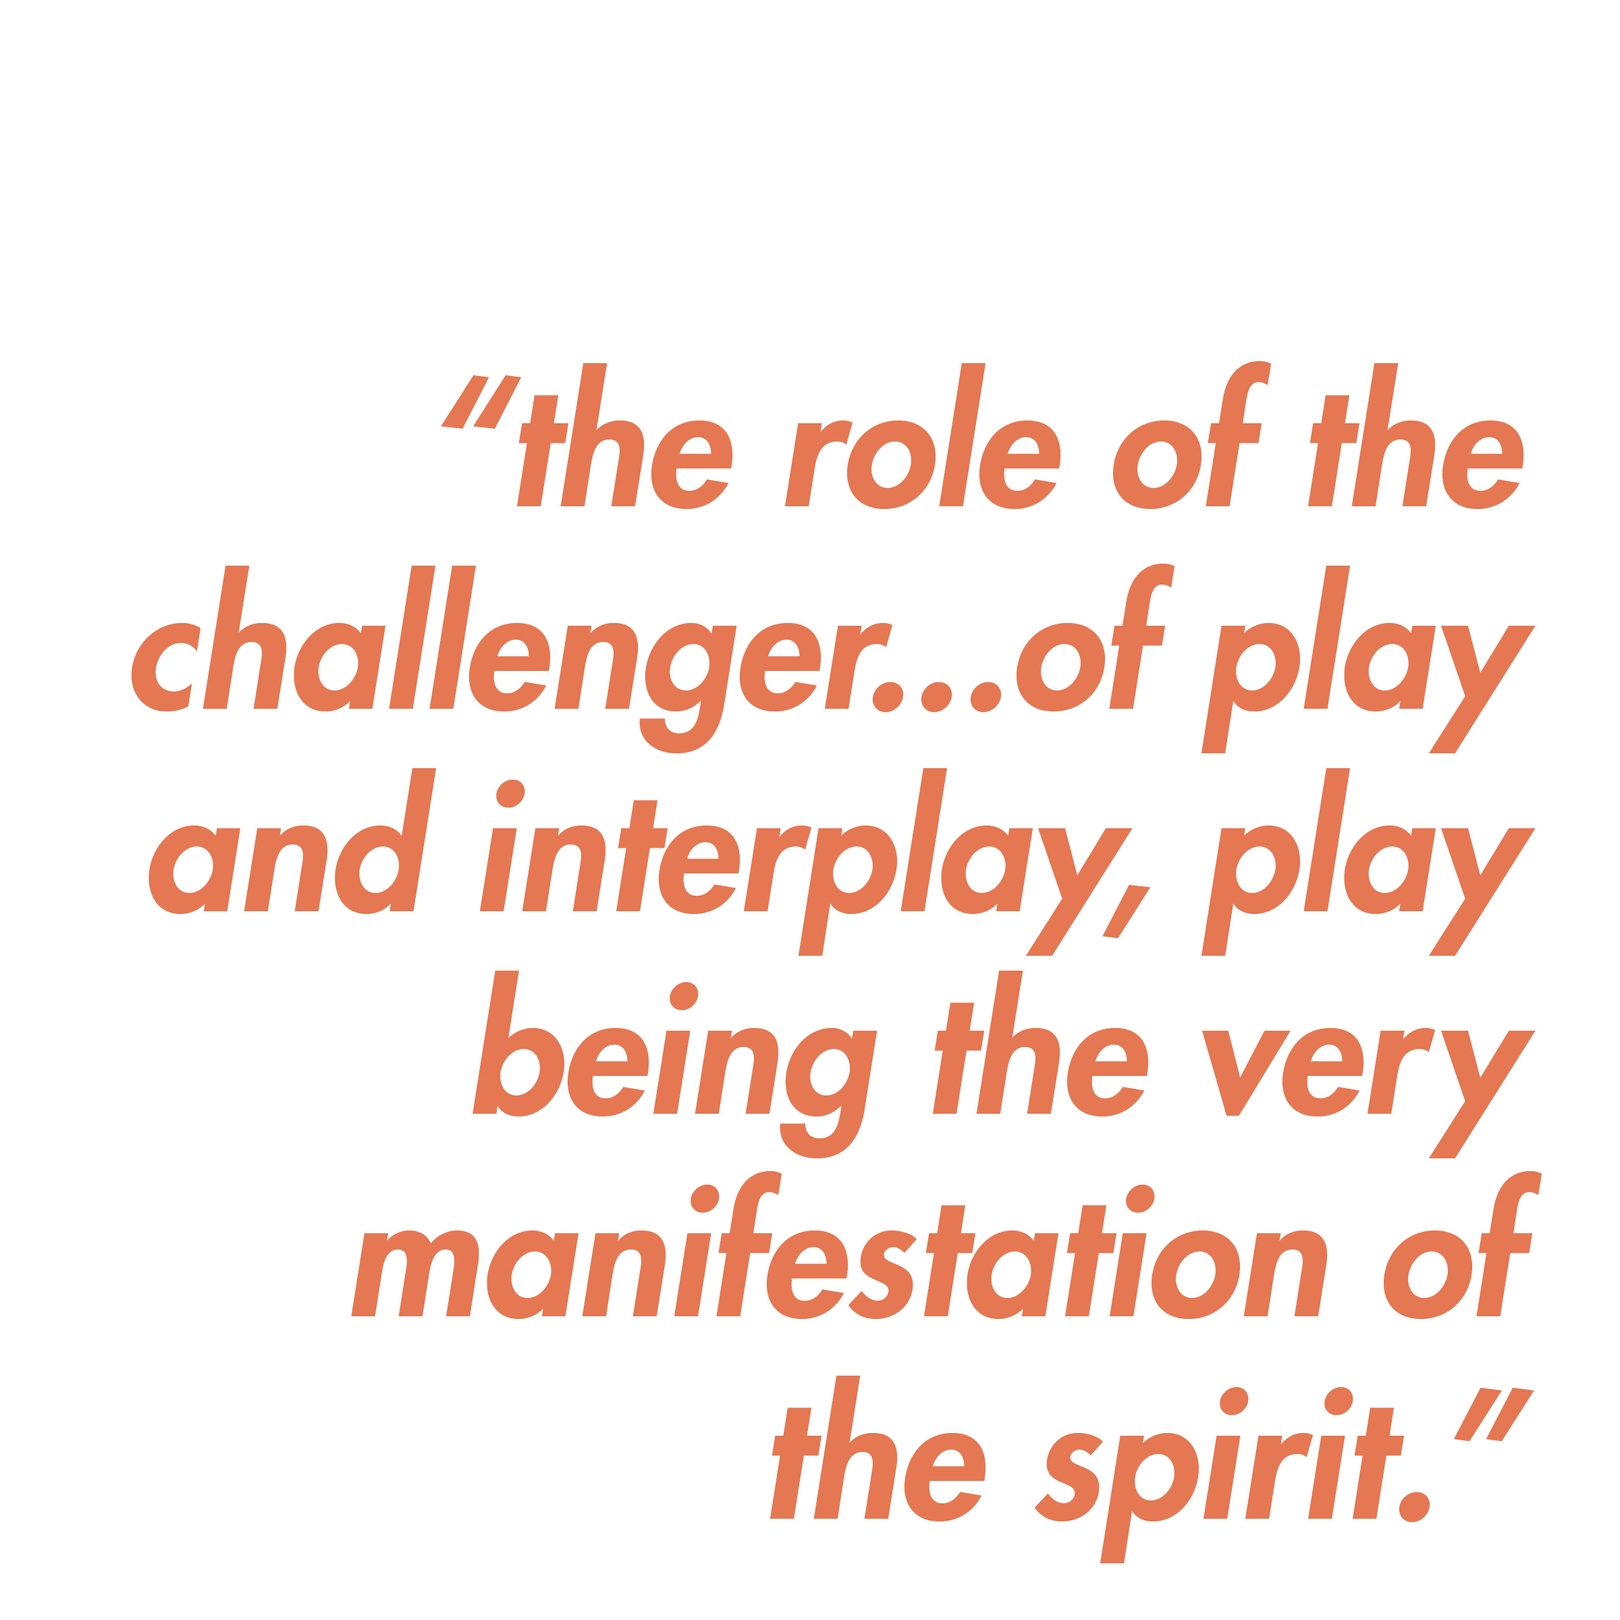 “the role of the
challenger...of play
and interplay, play
being the very
manifestation of
the spirit.”